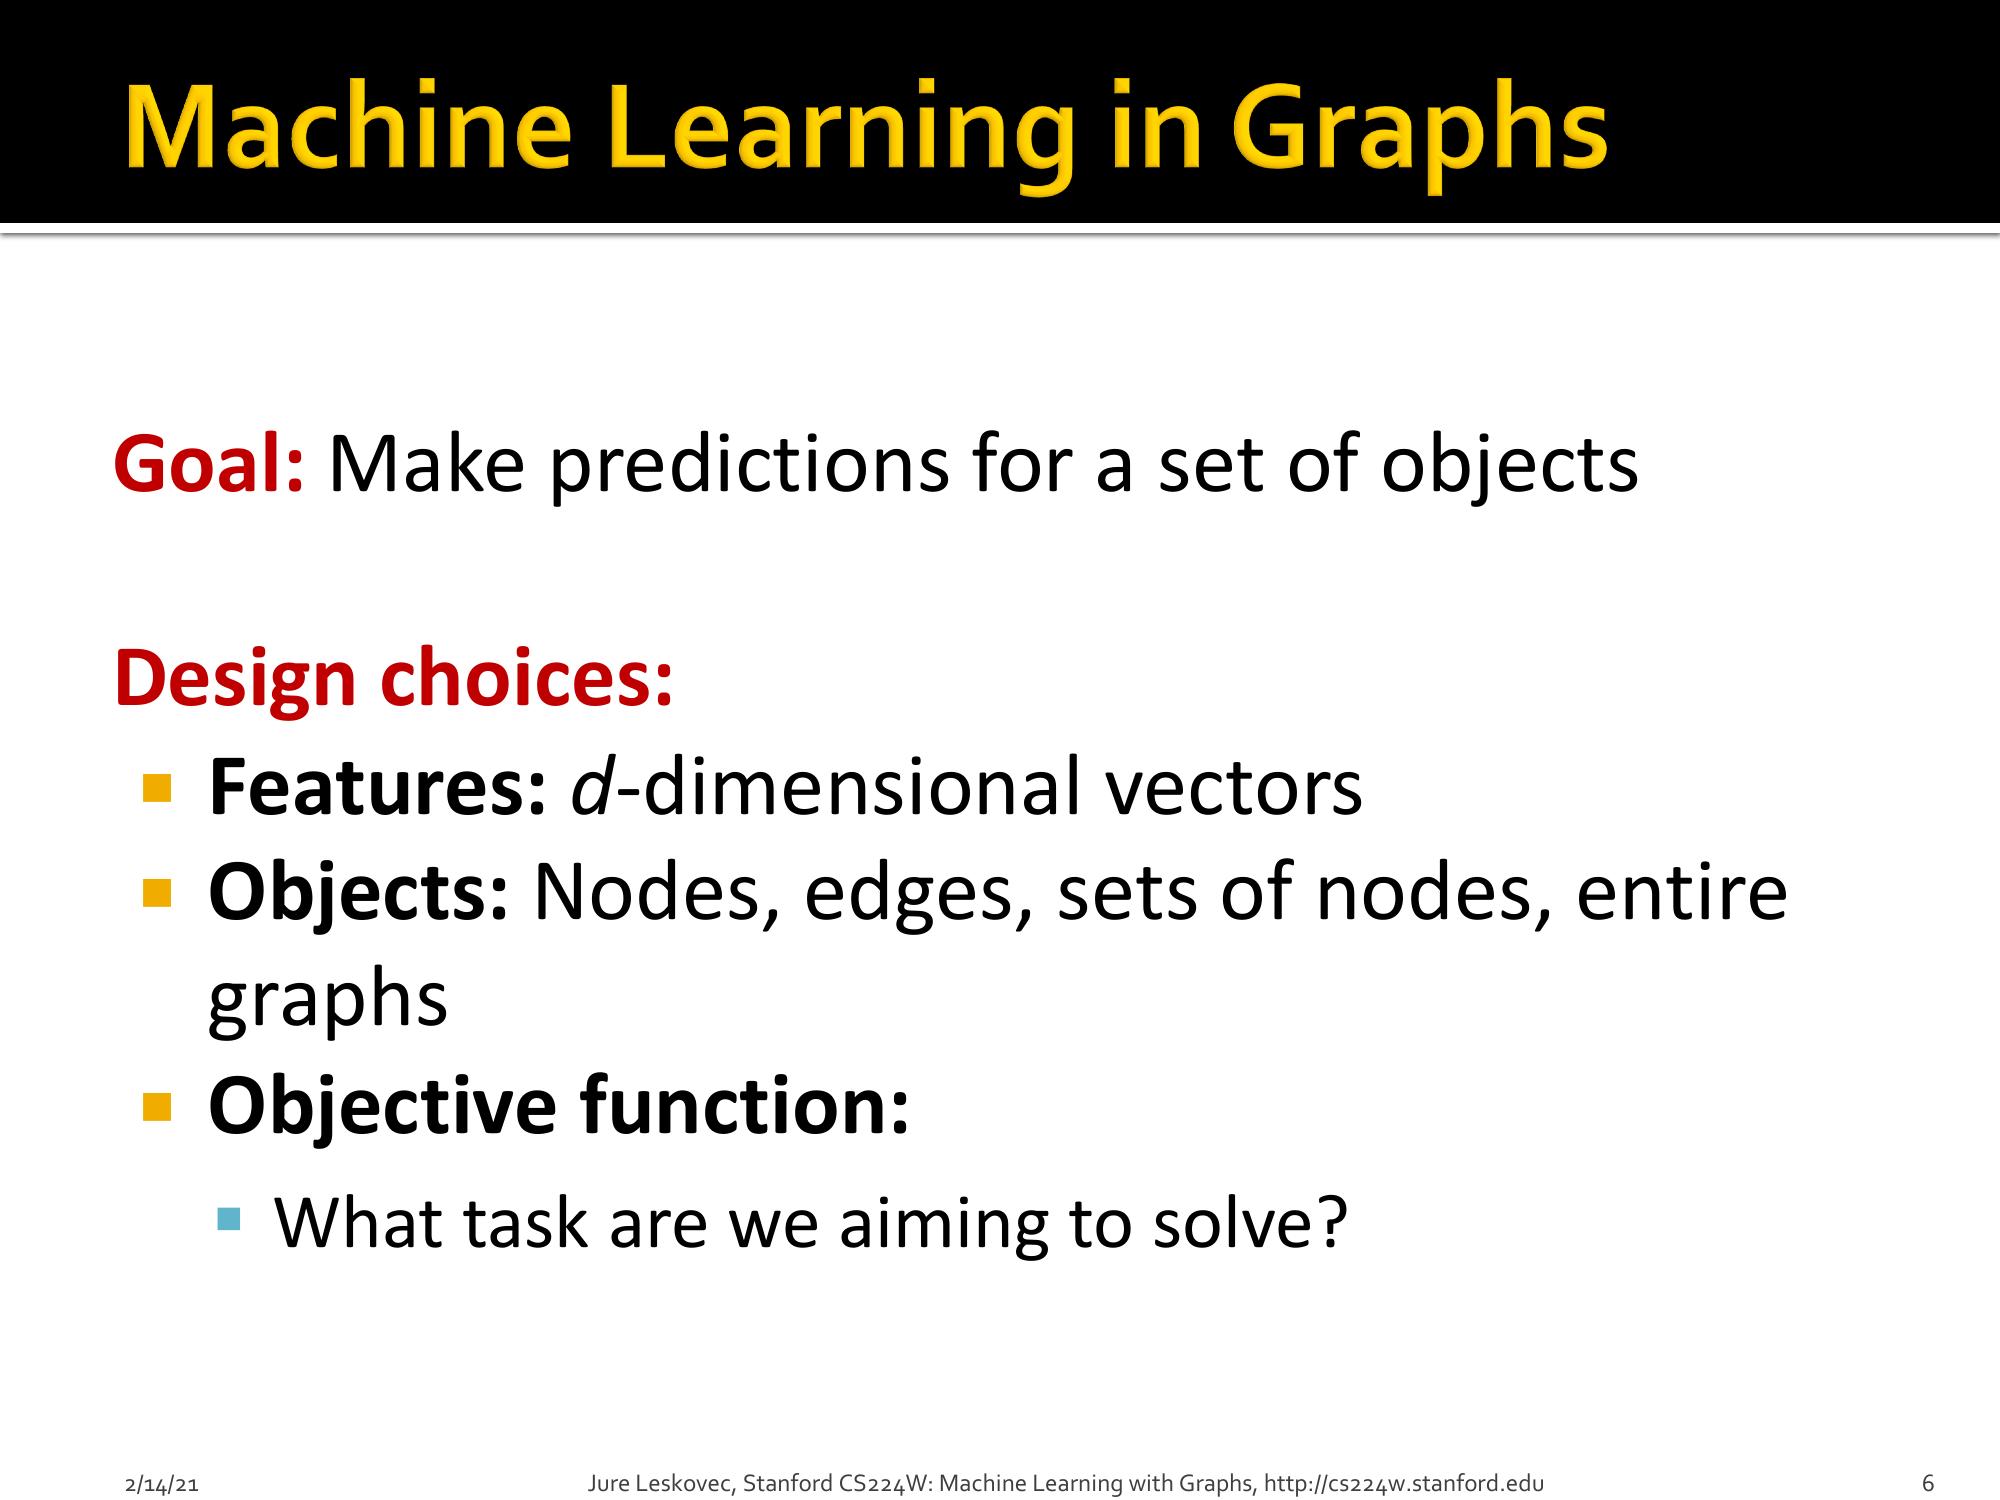 Machine Learning in Graphs
Goal: Make predictions for a set of objects
Design choices:
Features: d-dimensional vectors
Objects: Nodes, edges, sets of nodes, entire
graphs
Objective function:
What task are we aiming to solve?
2/14/21
Jure Leskovec, Stanford CS224W: Machine Learning with Graphs, http://cs224w.stanford.edu
6